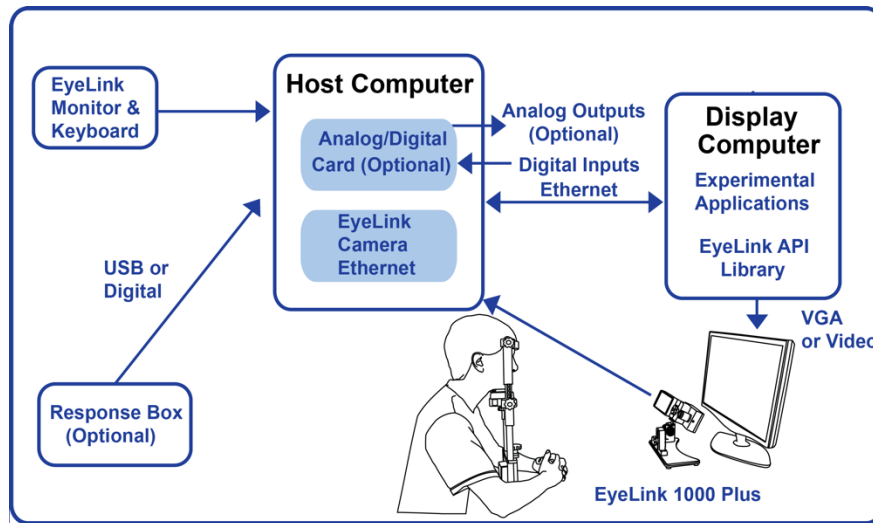 EyeLink
Monitor &
Keyboard
Host Computer
Analog/Digital
Card (Optional)
EyeLink
Camera
Ethernet
Analog Outputs
(Optional)
Digital Inputs
Ethernet
Display
Computer
Experimental
Applications
EyeLink API
Library
USB or
Digital
VGA
or Video
Response Box
(Optional)
EyeLink 1000 Plus